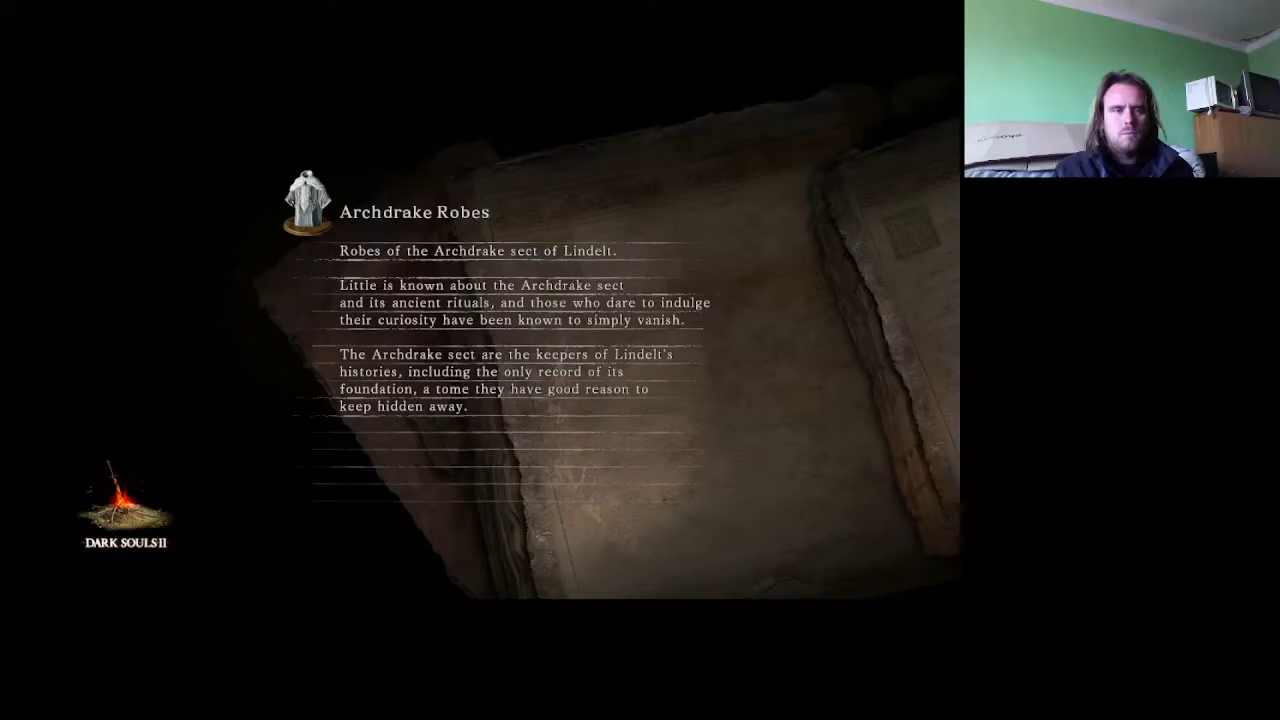 Archdrake Robes
Robes of the Archdrake sect of Lindelt.
Little is known about the Archdrake sect
and its ancient rituals, and those who dare to indulge
their curiosity have been known to simply vanish.
The Archdrake sect are the keepers of Lindelt's
histories, including the only record of its
foundation, a tome they have good reason to
keep hidden away.
DARK SOULS II